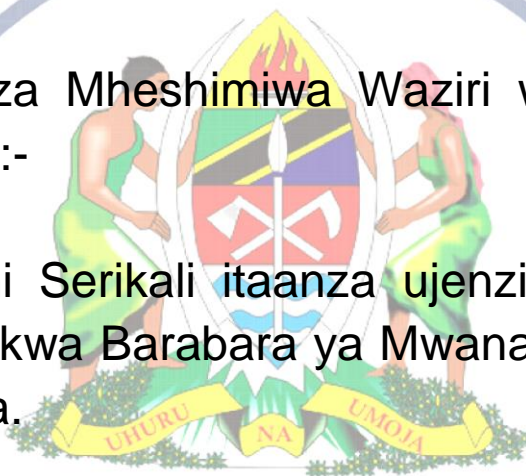 za Mheshimiwa Waziri w
:-
i Serikali itaanza ujenzi
kwa Barabara ya Mwana
a.
UHURU NA UMOJA